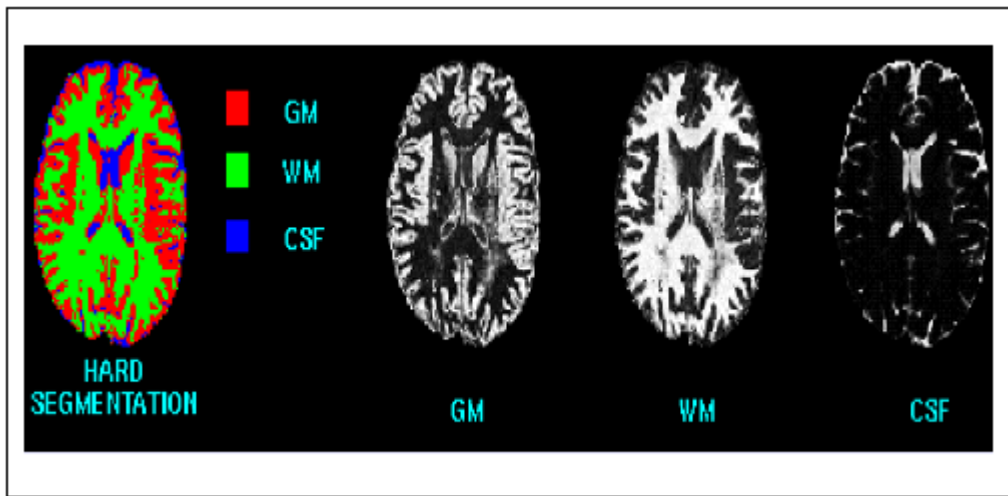 GM
WM
CSF
HARD
SEGMENTATION
GM
WM
CSF